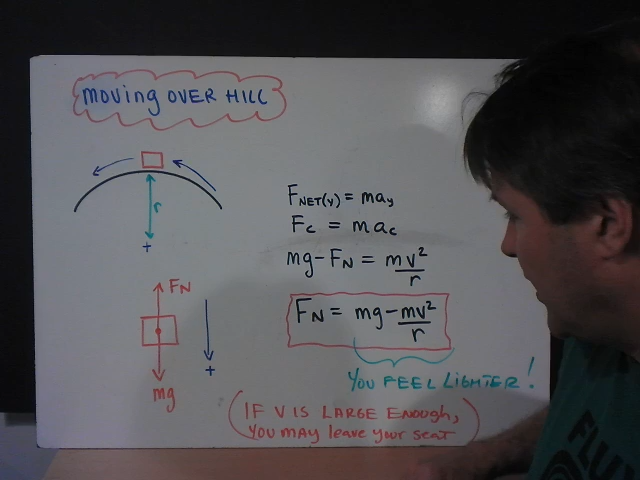 moving OVER HILL
r
+
FN
mg
+
FNET(y) = may
Fc = mac
mg-FN = mv²/r
FN = mg-mv²/r
YOU FEEL LIGHTER!
(IF V IS LARGE ENOUGH,
YOU MAY leave your seat)